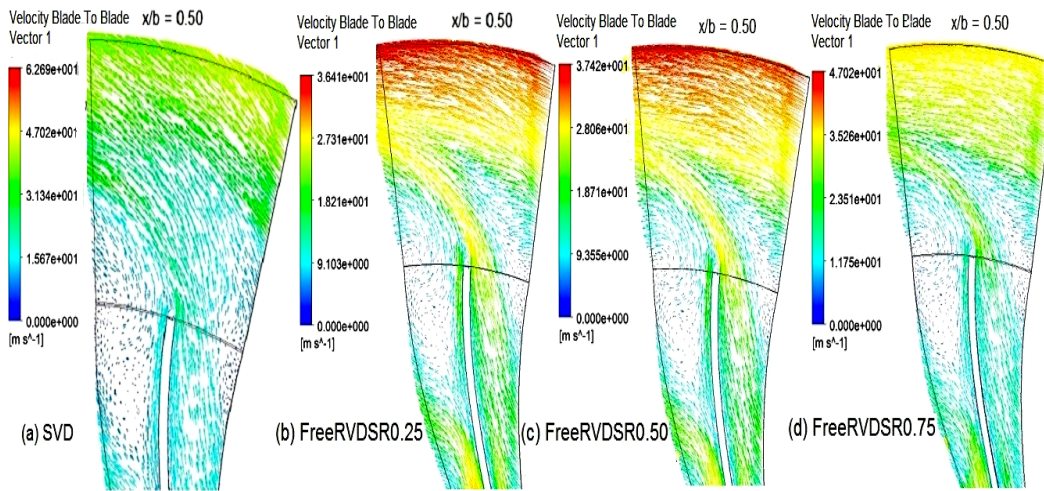 Velocity Blade To Blade x/b = 0.50
Vector 1
6.269e+001
4.702e+001
3.134e+001
1.567e+001
0.000e+000
[m s^-1]
(a) SVD
Velocity Blade To Blade x/b = 0.50
Vector 1
3.641e+001
2.731e+001
1.821e+001
9.103e+000
0.000e+000
[m s^-1]
(b) FreeRVDSR0.25
Velocity Blade To Blade x/b = 0.50
Vector 1
3.742e+001
2.806e+001
1.871e+001
9.355e+000
0.000e+000
[m s^-1]
(c) FreeRVDSR0.50
Velocity Blade To Blade x/b = 0.50
Vector 1
4.702e+001
3.526e+001
2.351e+001
1.175e+001
0.000e+000
[m s^-1]
(d) FreeRVDSR0.75